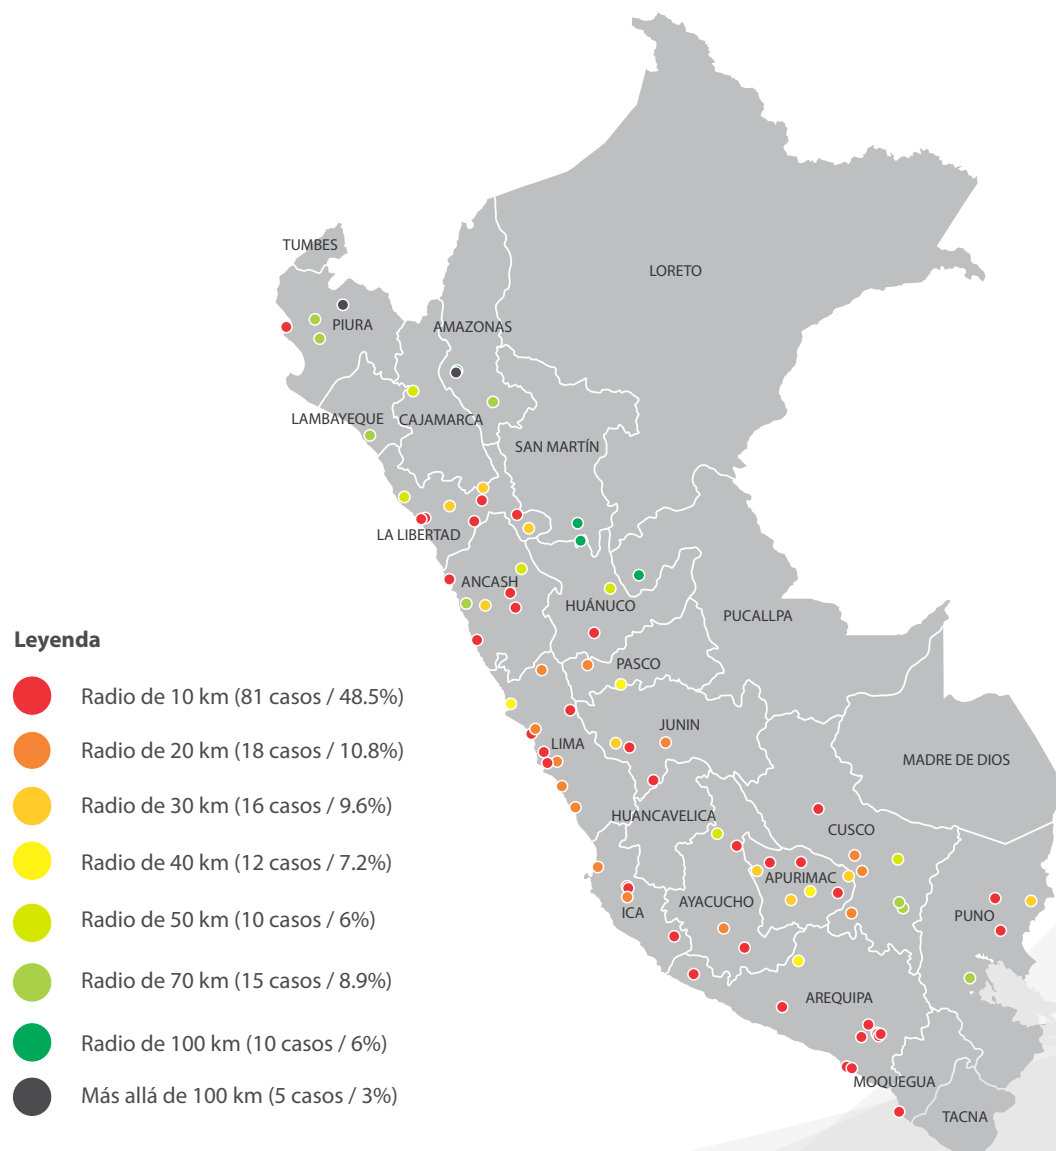 TUMBES
LORETO
PIURA
AMAZONAS
LAMBAYEQUE
CAJAMARCA
SAN MARTÍN
LA LIBERTAD
ANCASH
HUÁNUCO
PUCALLPA
PASCO
JUNIN
LIMA
MADRE DE DIOS
HUANCAVELICA
CUSCO
APURIMAC
AYACUCHO
ICA
PUNO
AREQUIPA
MOQUEGUA
TACNA
Leyenda
Radio de 10 km (81 casos / 48.5%)
Radio de 20 km (18 casos / 10.8%)
Radio de 30 km (16 casos / 9.6%)
Radio de 40 km (12 casos / 7.2%)
Radio de 50 km (10 casos / 6%)
Radio de 70 km (15 casos / 8.9%)
Radio de 100 km (10 casos / 6%)
Más allá de 100 km (5 casos / 3%)